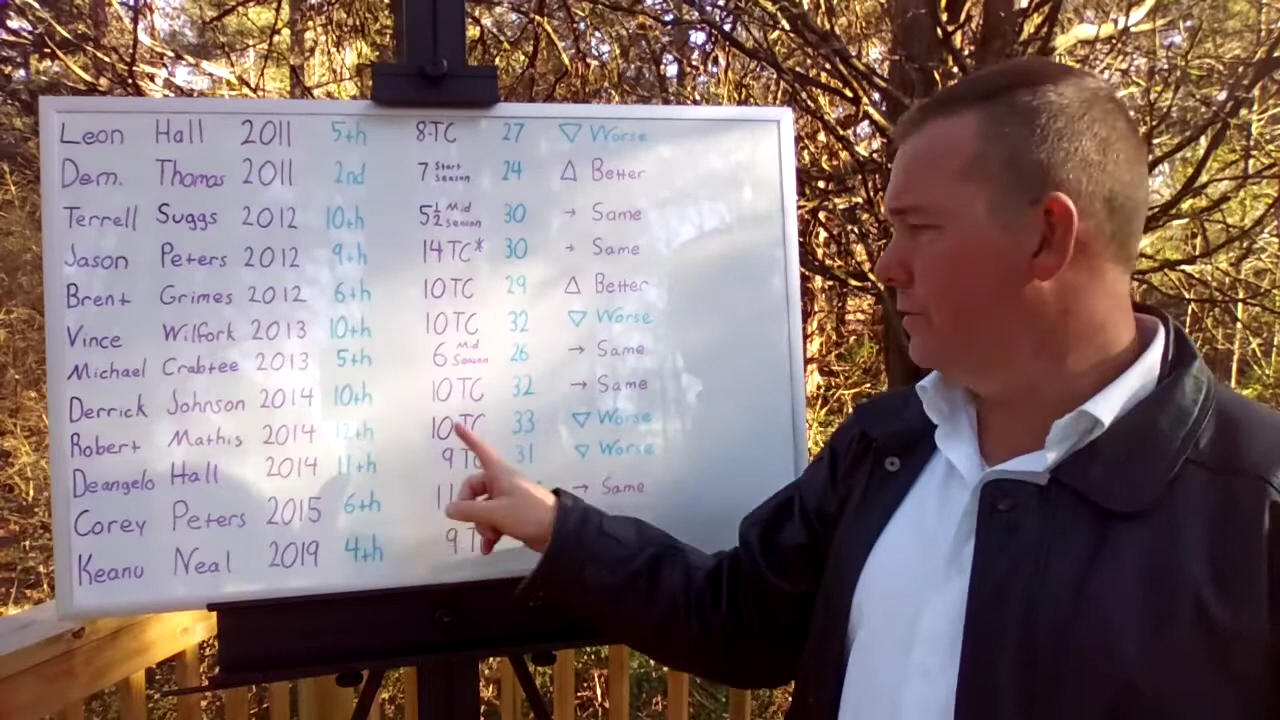 Leon Hall 2011 5th 8-TC 27 ▽ Worse
Dem. Thomas 2011 2nd 7 Start Season 24 △ Better
Terrell Suggs 2012 10th 5½ Mid Season 30 → Same
Jason Peters 2012 9th 14 TC* 30 → Same
Brent Grimes 2012 6th 10 TC 29 △ Better
Vince Wilfork 2013 10th 10 TC 32 ▽ Worse
Michael Crabtee 2013 5th 6 Mid Season 26 → Same
Derrick Johnson 2014 10th 10 TC 32 → Same
Robert Mathis 2014 12th 10 TC 33 ▽ Worse
Deangelo Hall 2014 11th 9 31 ▽ Worse
Corey Peters 2015 6th 11 → Same
Keanu Neal 2019 4th 9